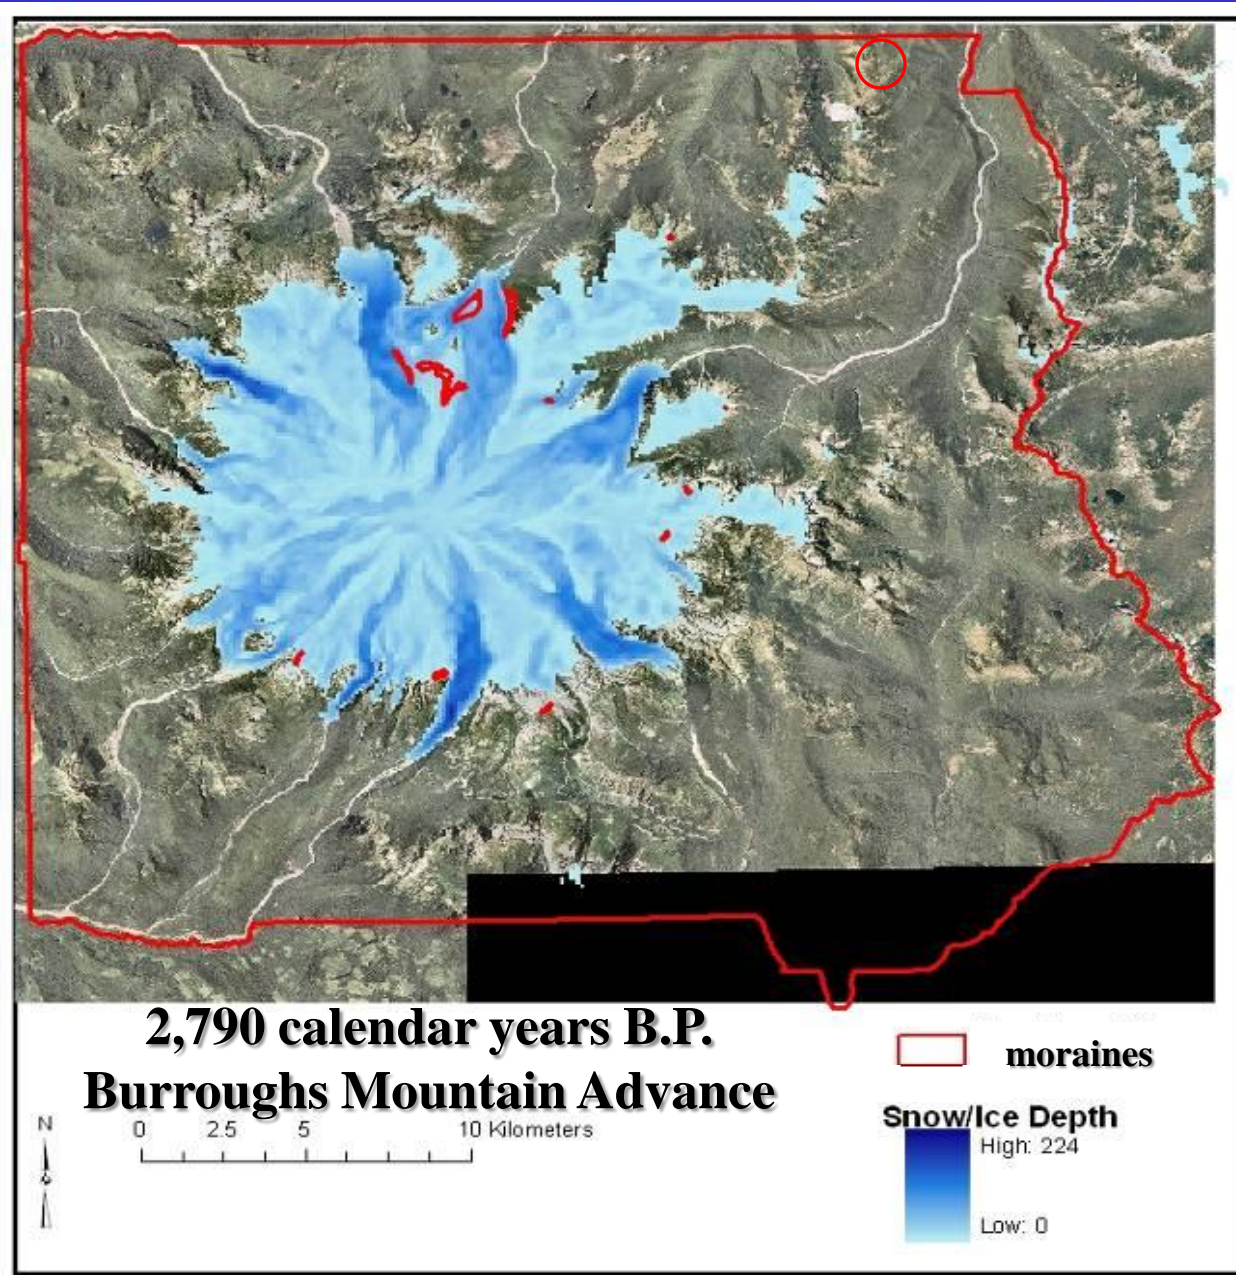 2,790 calendar years B.P.
Burroughs Mountain Advance
moraines
Snow/Ice Depth
High: 224
Low: 0
N
0 2.5 5 10 Kilometers